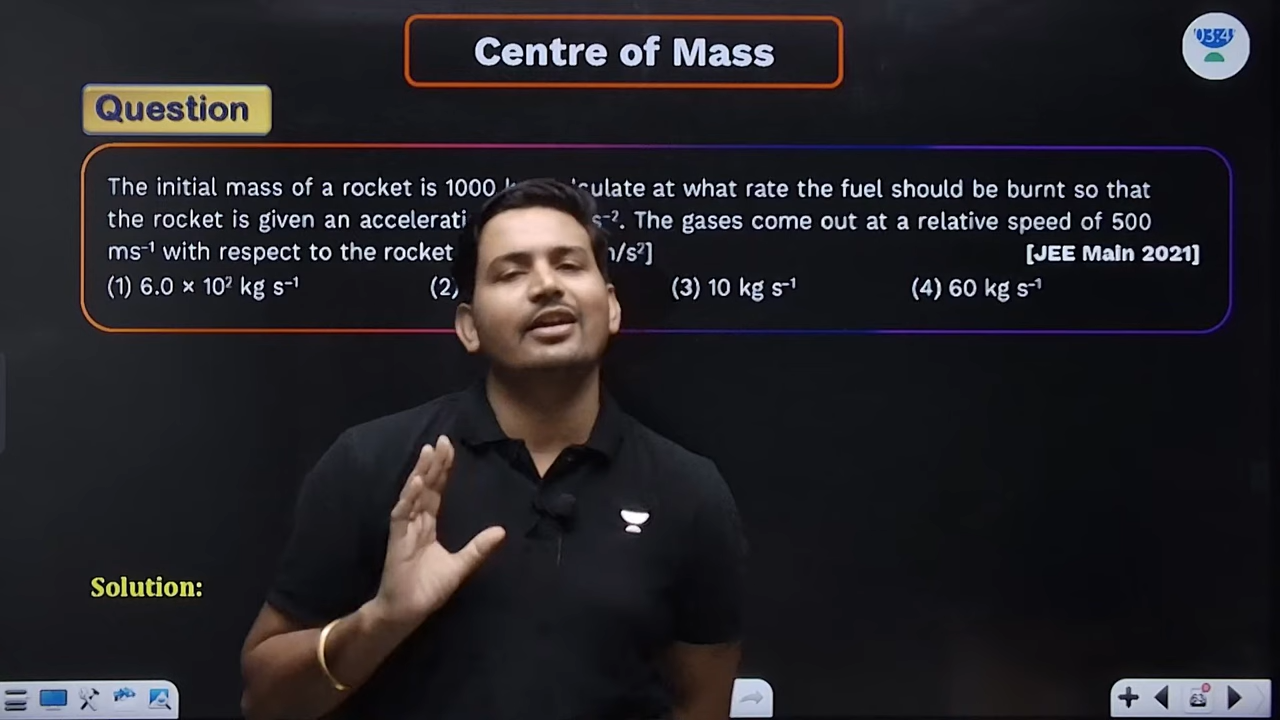 Centre of Mass
Question
The initial mass of a rocket is 1000 culate at what rate the fuel should be burnt so that
the rocket is given an accelerati s⁻². The gases come out at a relative speed of 500
ms⁻¹ with respect to the rocket /s²] [JEE Main 2021]
(1) 6.0 × 10² kg s⁻¹ (2) (3) 10 kg s⁻¹ (4) 60 kg s⁻¹
Solution: